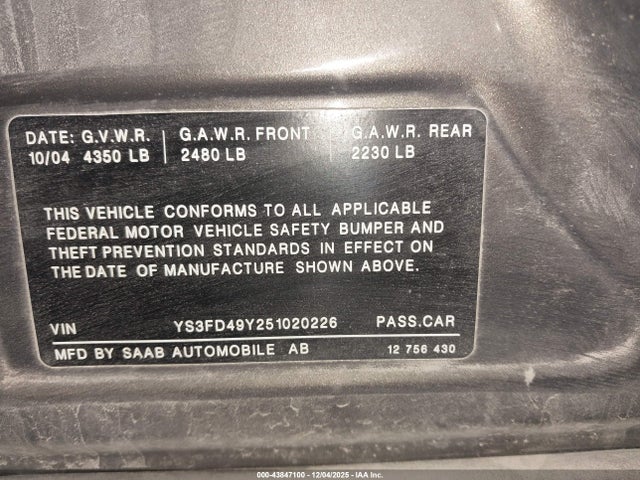 DATE: G.V.W.R. G.A.W.R. FRONT G.A.W.R. REAR
10/04 4350 LB 2480 LB 2230 LB
THIS VEHICLE CONFORMS TO ALL APPLICABLE
FEDERAL MOTOR VEHICLE SAFETY BUMPER AND
THEFT PREVENTION STANDARDS IN EFFECT ON
THE DATE OF MANUFACTURE SHOWN ABOVE.
VIN YS3FD49Y251020226 PASS.CAR
MFD BY SAAB AUTOMOBILE AB 12 756 430
000-43847100 - 12/04/2025 - IAA Inc.